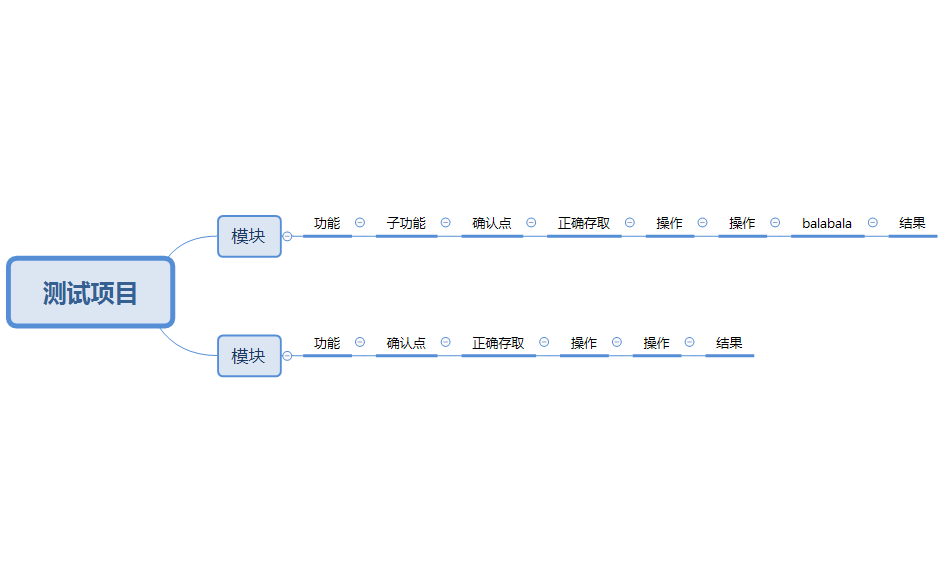 模块 功能 子功能 确认点 正确存取 操作 操作 balabala 结果
测试项目
模块 功能 确认点 正确存取 操作 操作 结果